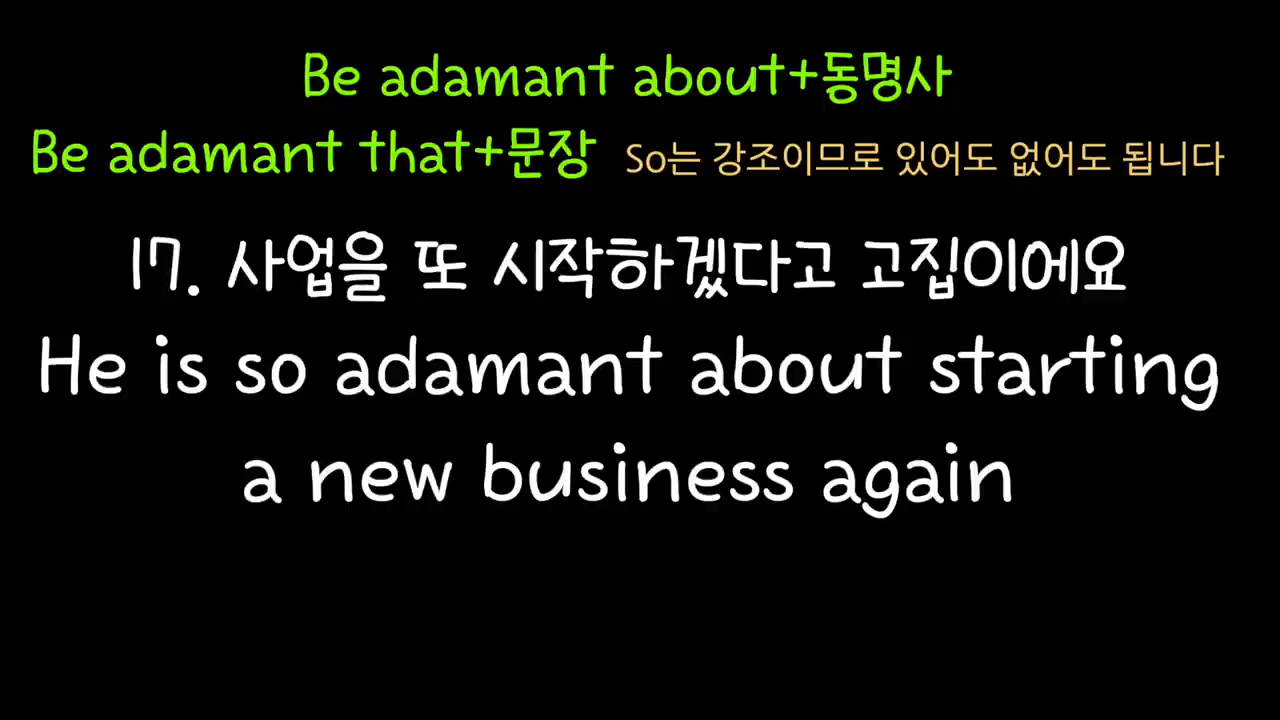 Be adamant about+동명사
Be adamant that+문장 So는 강조이므로 있어도 없어도 됩니다
17. 사업을 또 시작하겠다고 고집이에요
He is so adamant about starting
a new business again